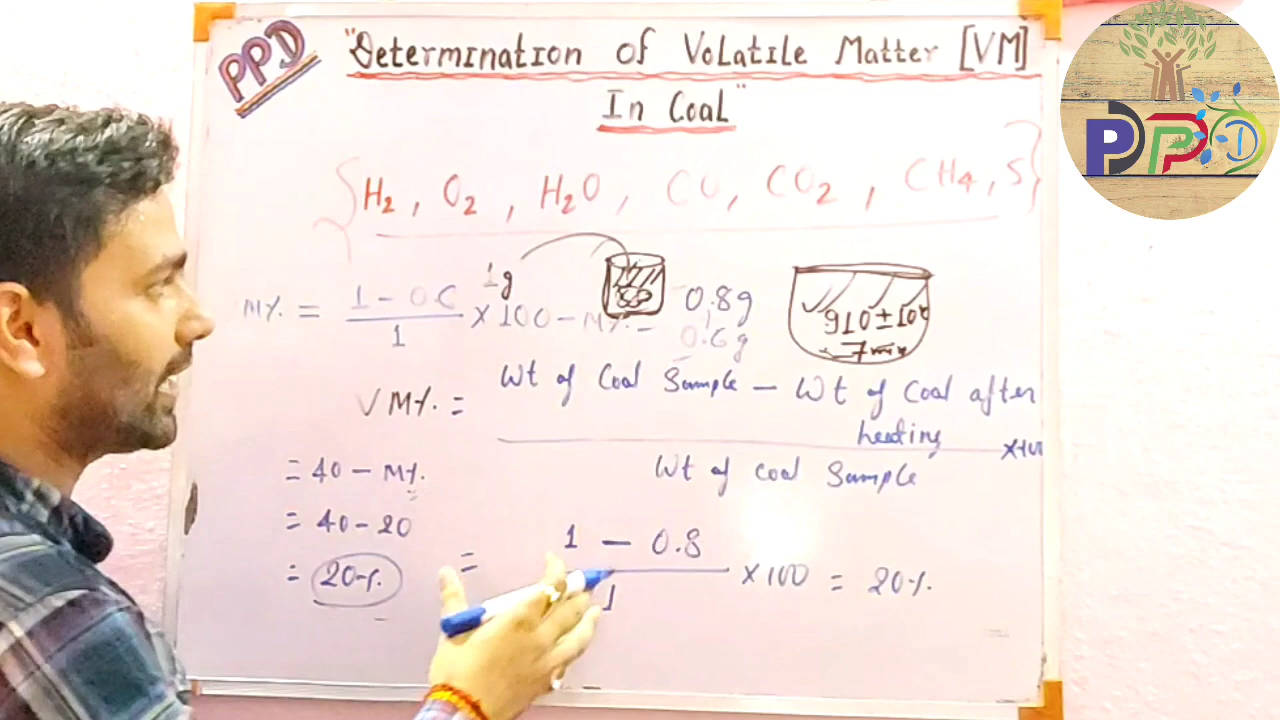 PPD
"Determination of Volatile Matter [VM]
In Coal"
PPD
{H₂, O₂, H₂O, CO, CO₂, CH₄, S}
1g
M%. = 1 - 0.6 / 1 × 100 - M%. -
0.8g
0.6g
910 ± 10°c
7 min
VM%. = Wt of Coal Sample - Wt of Coal after
heating ×100
Wt of Coal Sample
= 40 - M%.
= 40 - 20
= 20%.
= 1 - 0.8 / 1 × 100 = 20%.